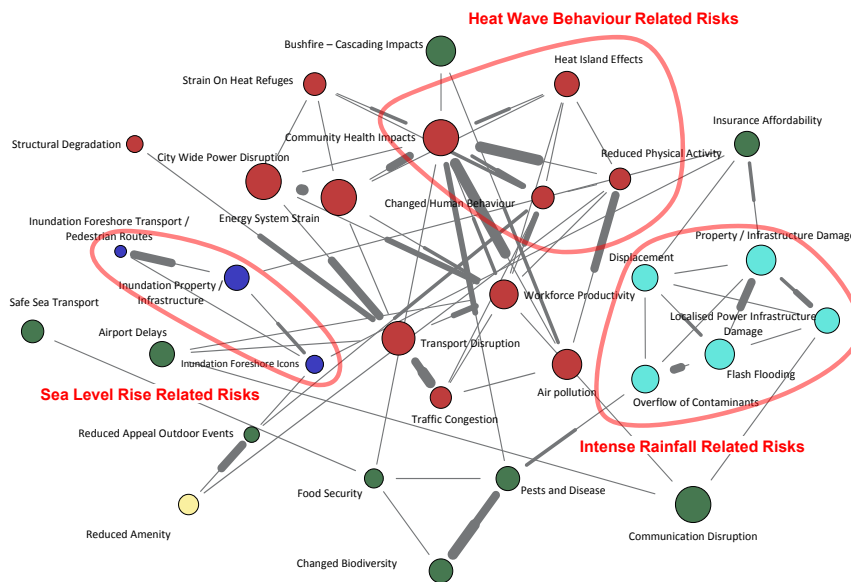 Heat Wave Behaviour Related Risks
Bushfire – Cascading Impacts
Heat Island Effects
Strain On Heat Refuges
Insurance Affordability
Structural Degradation
Community Health Impacts
City Wide Power Disruption
Reduced Physical Activity
Energy System Strain
Changed Human Behaviour
Inundation Foreshore Transport /
Pedestrian Routes
Property / Infrastructure Damage
Displacement
Inundation Property /
Infrastructure
Workforce Productivity
Safe Sea Transport
Localised Power Infrastructure
Damage
Airport Delays
Transport Disruption
Inundation Foreshore Icons
Flash Flooding
Sea Level Rise Related Risks
Air pollution
Overflow of Contaminants
Traffic Congestion
Reduced Appeal Outdoor Events
Intense Rainfall Related Risks
Food Security
Pests and Disease
Reduced Amenity
Communication Disruption
Changed Biodiversity